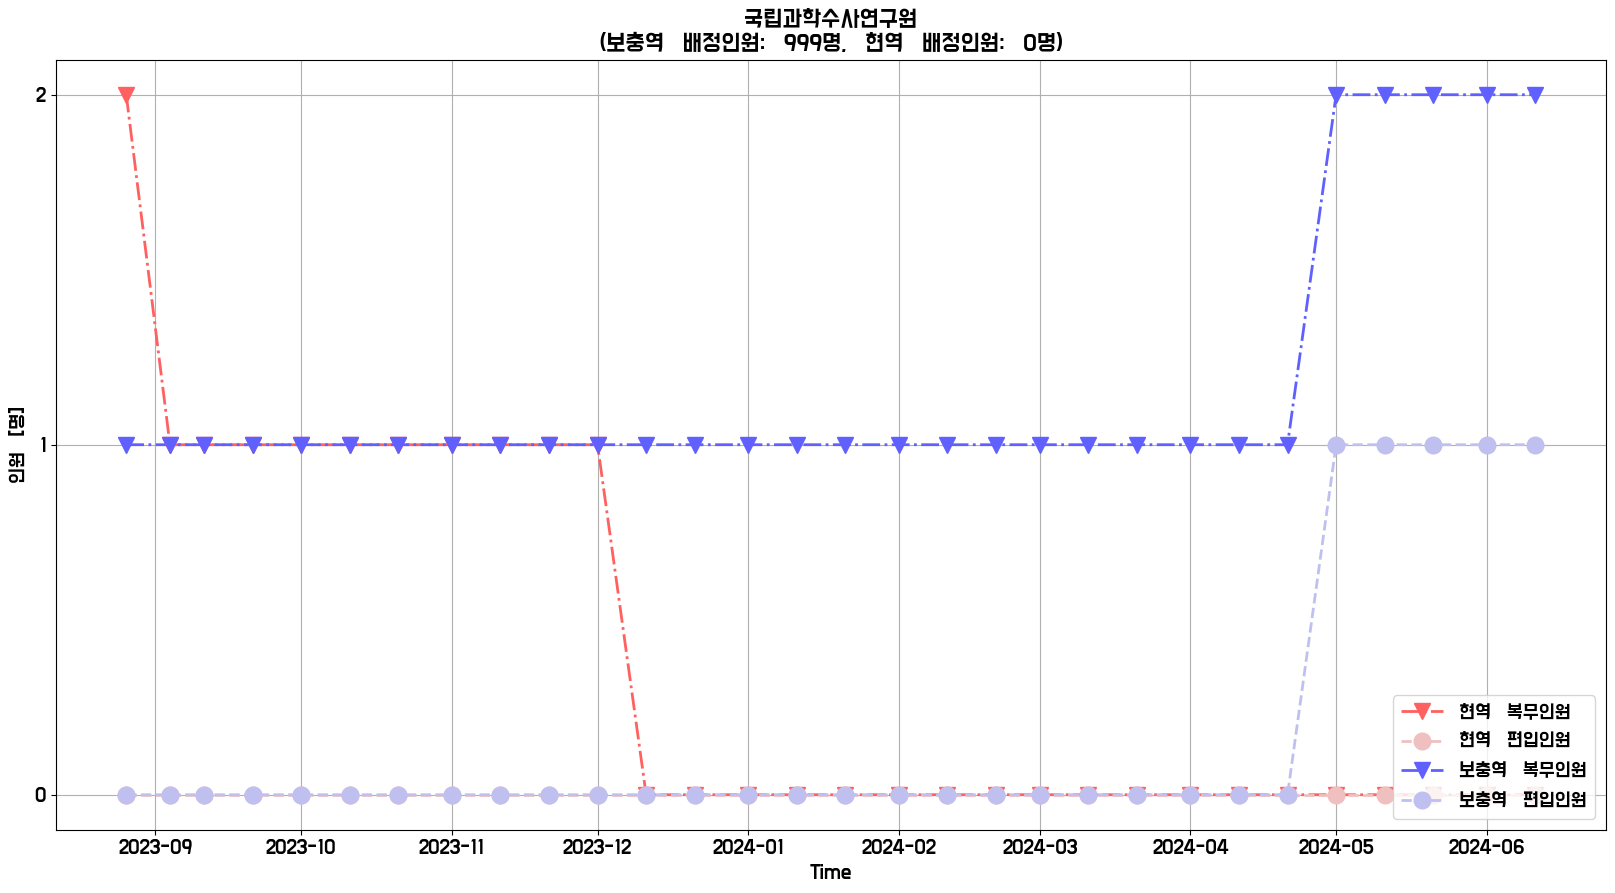 국립과학수사연구원
(보충역 배정인원: 999명, 현역 배정인원: 0명)
인원 [명]
2
1
0
현역 복무인원
현역 편입인원
보충역 복무인원
보충역 편입인원
2023-09 2023-10 2023-11 2023-12 2024-01 2024-02 2024-03 2024-04 2024-05 2024-06
Time